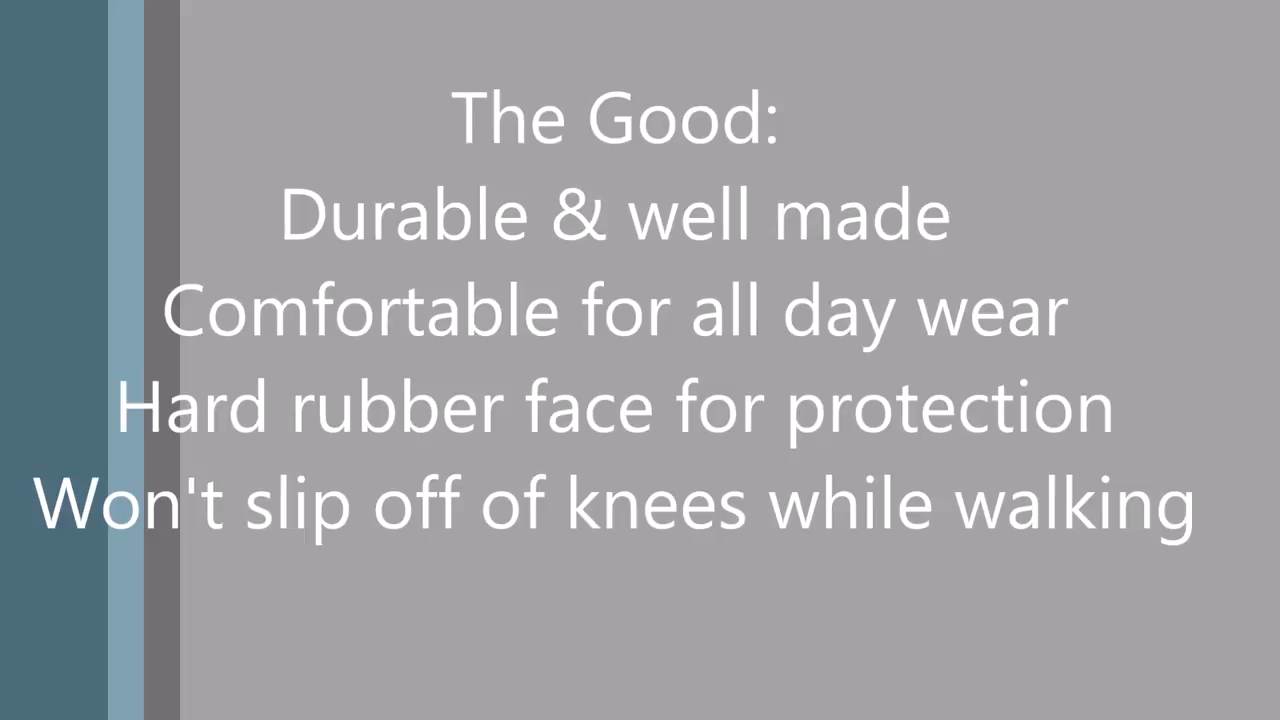 The Good:
Durable & well made
Comfortable for all day wear
Hard rubber face for protection
Won't slip off of knees while walking